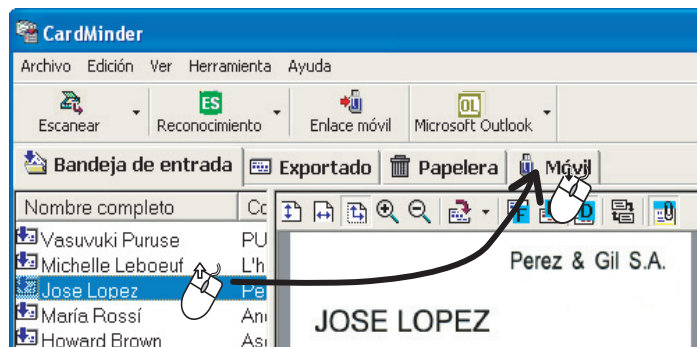 CardMinder
Archivo Edición Ver Herramienta Ayuda
ES OL
Escanear Reconocimiento Enlace móvil Microsoft Outlook
Bandeja de entrada Exportado Papelera Móvil
Nombre completo Co
Vasuvuki Puruse PU
Michelle Leboeuf L'h
Jose Lopez Pe
María Rossí An
Howard Brown Asi
Perez & Gil S.A.
JOSE LOPEZ